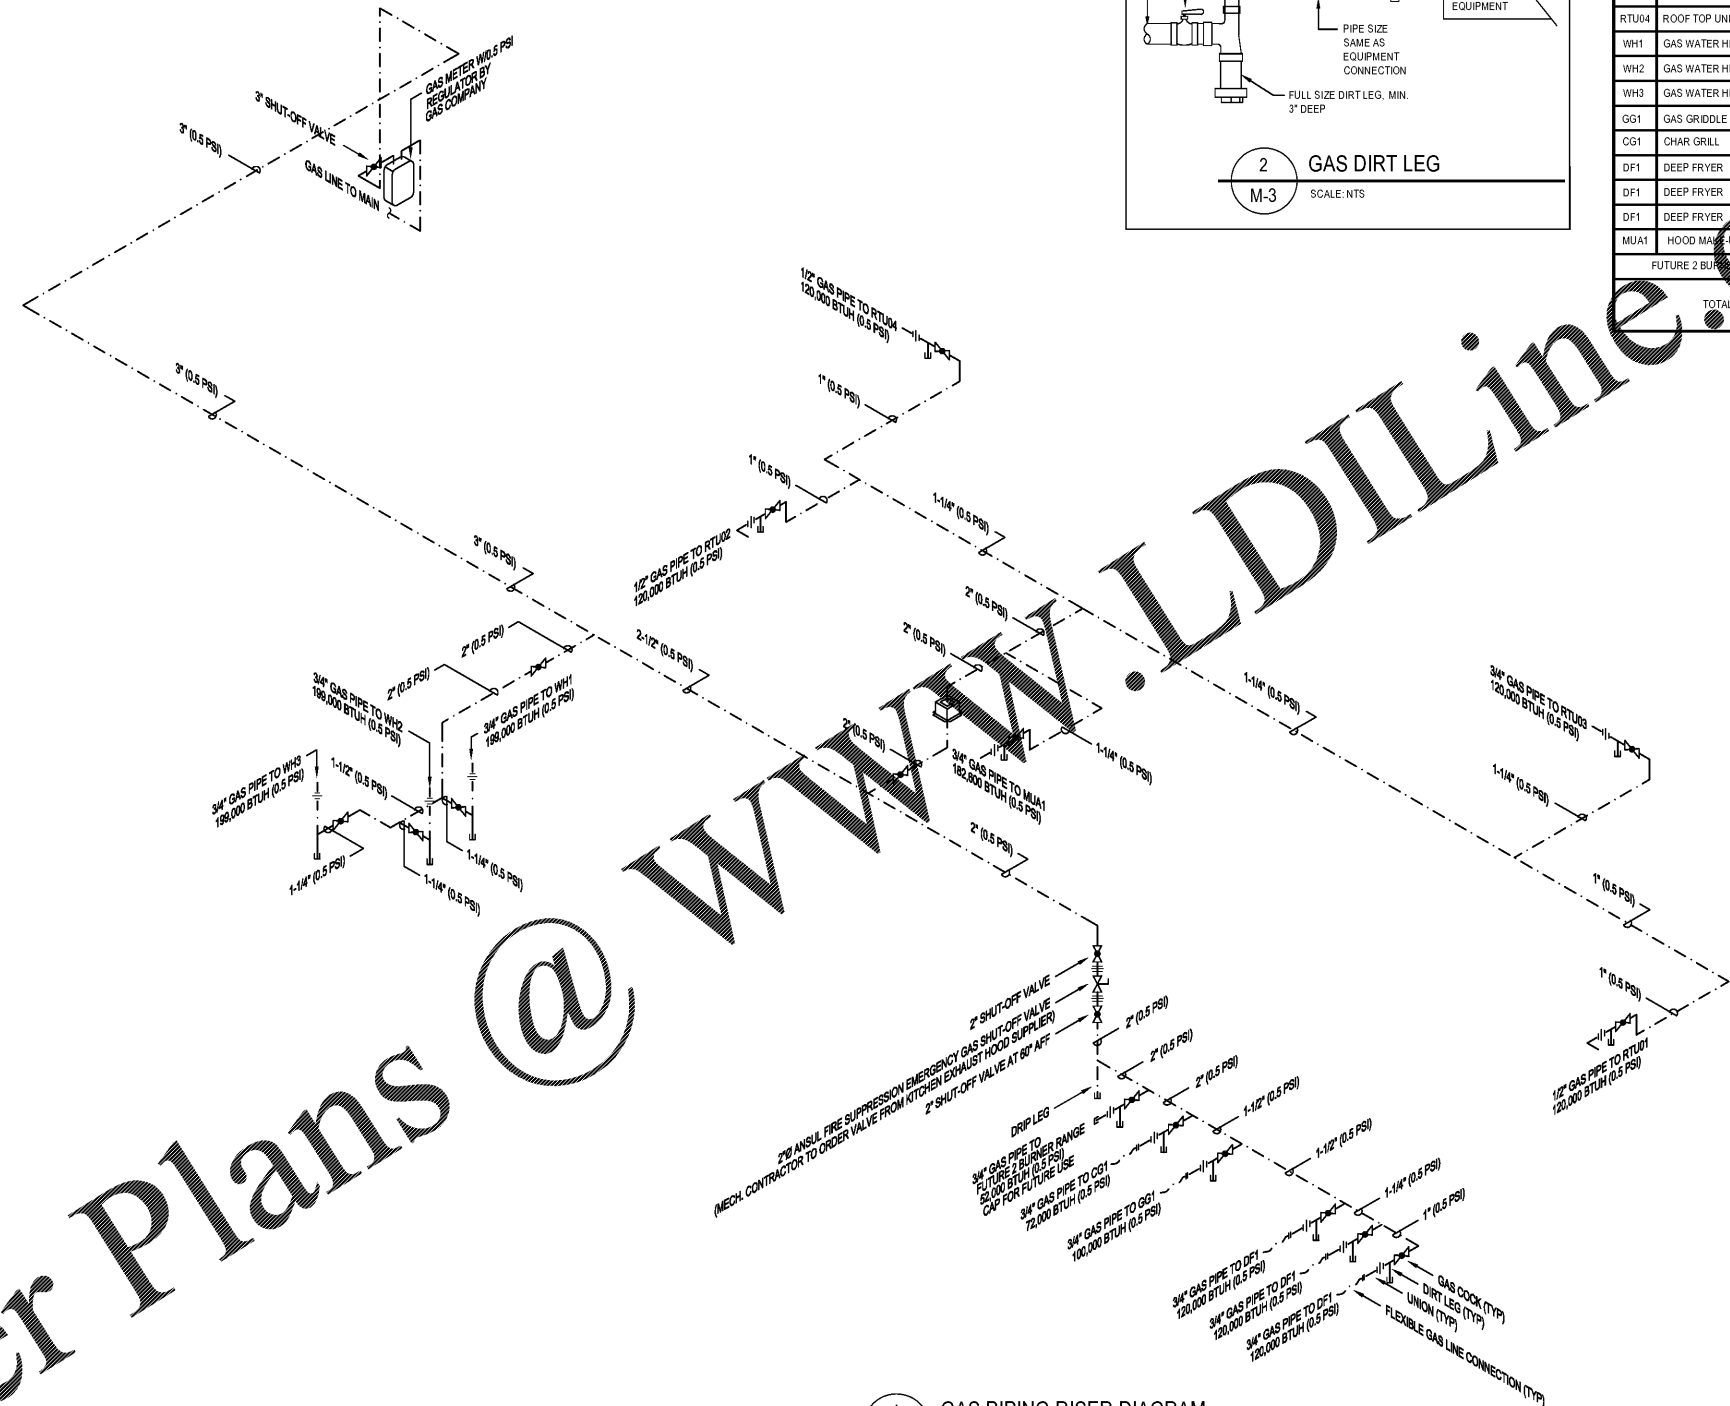 GAS METER W/0.5 PSI
REGULATOR BY
GAS COMPANY
3" SHUT-OFF VALVE
3" (0.5 PSI)
GAS LINE TO MAIN
EQUIPMENT
PIPE SIZE
SAME AS
EQUIPMENT
CONNECTION
FULL SIZE DIRT LEG, MIN.
3" DEEP
2
M-3
GAS DIRT LEG
SCALE: NTS
RTU04 ROOF TOP UNI
WH1 GAS WATER H
WH2 GAS WATER H
WH3 GAS WATER H
GG1 GAS GRIDDLE
CG1 CHAR GRILL
DF1 DEEP FRYER
DF1 DEEP FRYER
DF1 DEEP FRYER
MUA1 HOOD MAKE-
FUTURE 2 BU
TOTAL
1/2" GAS PIPE TO RTU04
120,000 BTUH (0.5 PSI)
3" (0.5 PSI)
1" (0.5 PSI)
1" (0.5 PSI)
1-1/4" (0.5 PSI)
1/2" GAS PIPE TO RTU02
120,000 BTUH (0.5 PSI)
3" (0.5 PSI)
2" (0.5 PSI)
2" (0.5 PSI)
2" (0.5 PSI)
2-1/2" (0.5 PSI)
2" (0.5 PSI)
3/4" GAS PIPE TO WH2
199,000 BTUH (0.5 PSI)
3/4" GAS PIPE TO WH1
199,000 BTUH (0.5 PSI)
3/4" GAS PIPE TO WH3
199,000 BTUH (0.5 PSI)
1-1/2" (0.5 PSI)
1-1/4" (0.5 PSI)
1-1/4" (0.5 PSI)
1-1/4" (0.5 PSI)
2" (0.5 PSI)
3/4" GAS PIPE TO MUA1
182,800 BTUH (0.5 PSI)
1-1/4" (0.5 PSI)
1-1/4" (0.5 PSI)
3/4" GAS PIPE TO RTU03
120,000 BTUH (0.5 PSI)
1-1/4" (0.5 PSI)
2" (0.5 PSI)
1" (0.5 PSI)
1" (0.5 PSI)
1/2" GAS PIPE TO RTU01
120,000 BTUH (0.5 PSI)
2" SHUT-OFF VALVE
2"Ø ANSUL FIRE SUPPRESSION EMERGENCY GAS SHUT-OFF VALVE
(MECH. CONTRACTOR TO ORDER VALVE FROM KITCHEN EXHAUST HOOD SUPPLIER)
2" SHUT-OFF VALVE AT 60" AFF
2" (0.5 PSI)
2" (0.5 PSI)
2" (0.5 PSI)
1-1/2" (0.5 PSI)
1-1/2" (0.5 PSI)
1-1/4" (0.5 PSI)
1" (0.5 PSI)
DRIP LEG
3/4" GAS PIPE TO
FUTURE 2 BURNER RANGE
52,000 BTUH (0.5 PSI)
CAP FOR FUTURE USE
3/4" GAS PIPE TO CG1
72,000 BTUH (0.5 PSI)
3/4" GAS PIPE TO GG1
100,000 BTUH (0.5 PSI)
3/4" GAS PIPE TO DF1
120,000 BTUH (0.5 PSI)
3/4" GAS PIPE TO DF1
120,000 BTUH (0.5 PSI)
3/4" GAS PIPE TO DF1
120,000 BTUH (0.5 PSI)
GAS COCK (TYP)
DIRT LEG (TYP)
UNION (TYP)
FLEXIBLE GAS LINE CONNECTION (TYP)
GAS PIPING RISER DIAGRAM
er Plans @ www.LDILine.